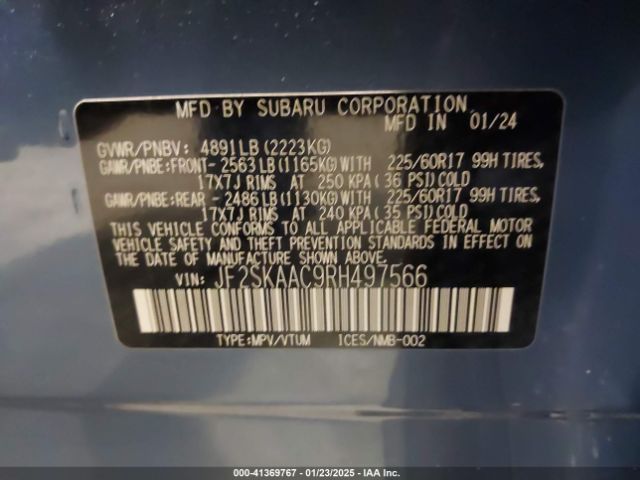 MFD BY SUBARU CORPORATION
MFD IN 01/24
GVWR/PNBV: 4891LB (2223KG)
GAWR/PNBE:FRONT- 2563LB (1165KG)WITH 225/60R17 99H TIRES,
17X7J RIMS AT 250 KPA( 36 PSI)COLD
GAWR/PNBE:REAR - 2486LB (1130KG)WITH 225/60R17 99H TIRES,
17X7J RIMS AT 240 KPA( 35 PSI)COLD
THIS VEHICLE CONFORMS TO ALL APPLICABLE FEDERAL MOTOR
VEHICLE SAFETY AND THEFT PREVENTION STANDARDS IN EFFECT ON
THE DATE OF MANUFACTURE SHOWN ABOVE.
VIN: JF2SKAAC9RH497566
TYPE:MPV/VTUM ICES/NMB-002
000-41369767 - 01/23/2025 - IAA Inc.